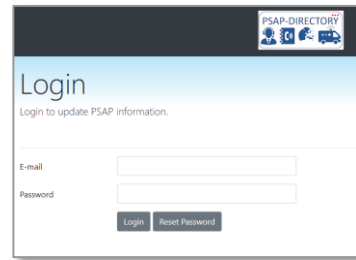 PSAP-DIRECTORY
Login
Login to update PSAP information.
E-mail
Password
Login Reset Password